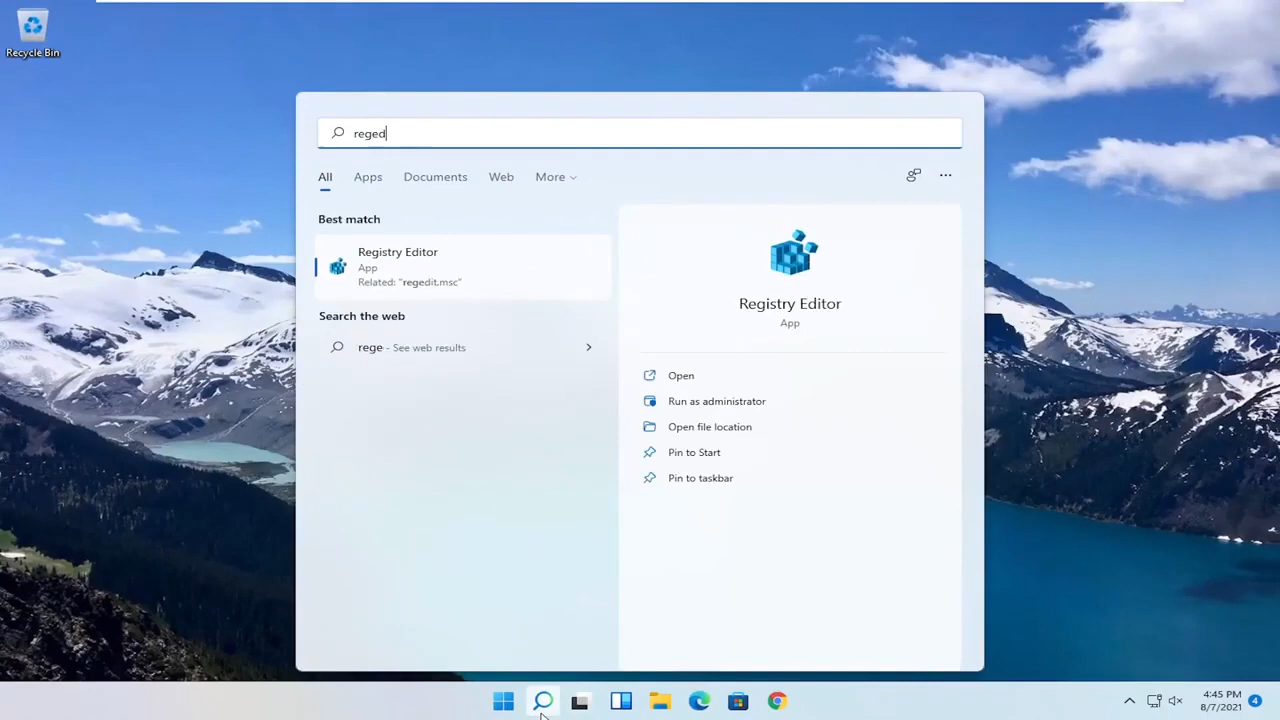 Recycle Bin
reged
All Apps Documents Web More
Best match
Registry Editor
App
Related: "regedit.msc"
Search the web
rege - See web results
Registry Editor
App
Open
Run as administrator
Open file location
Pin to Start
Pin to taskbar
4:45 PM
8/7/2021
4